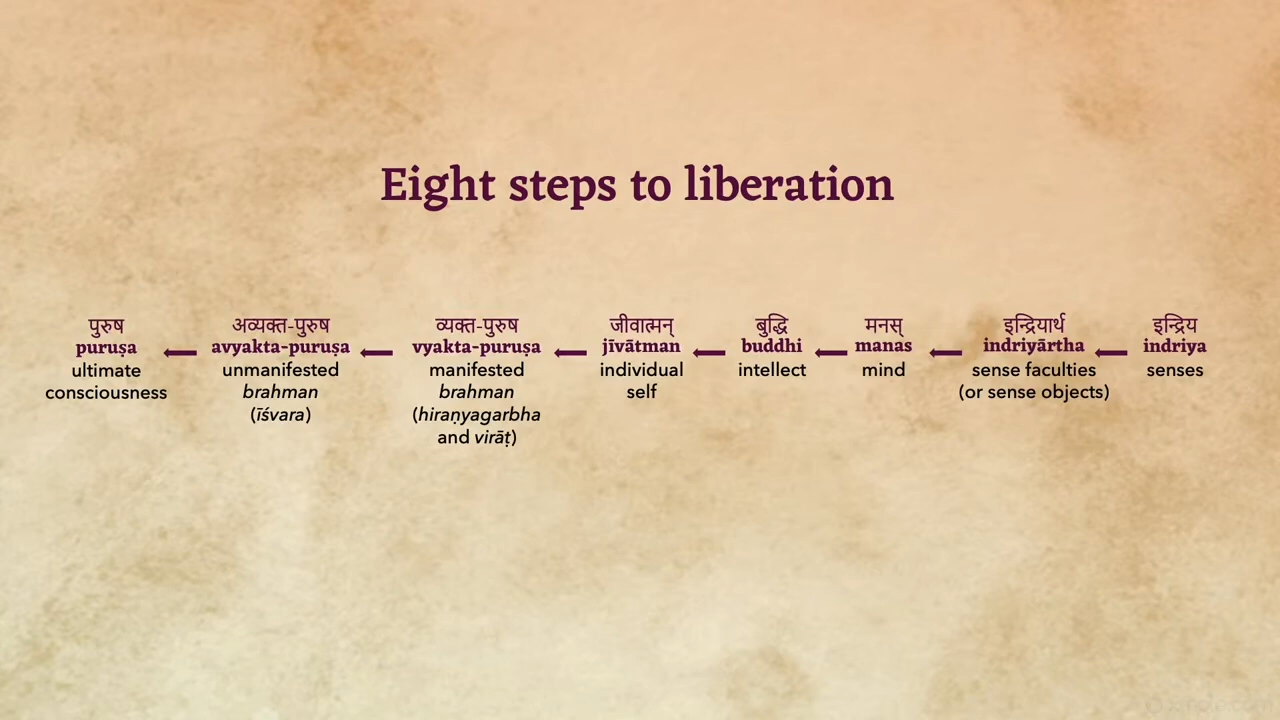 Eight steps to liberation
पुरुष
puruṣa
ultimate
consciousness
अव्यक्त-पुरुष
avyakta-puruṣa
unmanifested
brahman
(īśvara)
व्यक्त-पुरुष
vyakta-puruṣa
manifested
brahman
(hiraṇyagarbha
and virāṭ)
जीवात्मन्
jīvātman
individual
self
बुद्धि
buddhi
intellect
मनस्
manas
mind
इन्द्रियार्थ
indriyārtha
sense faculties
(or sense objects)
इन्द्रिय
indriya
senses